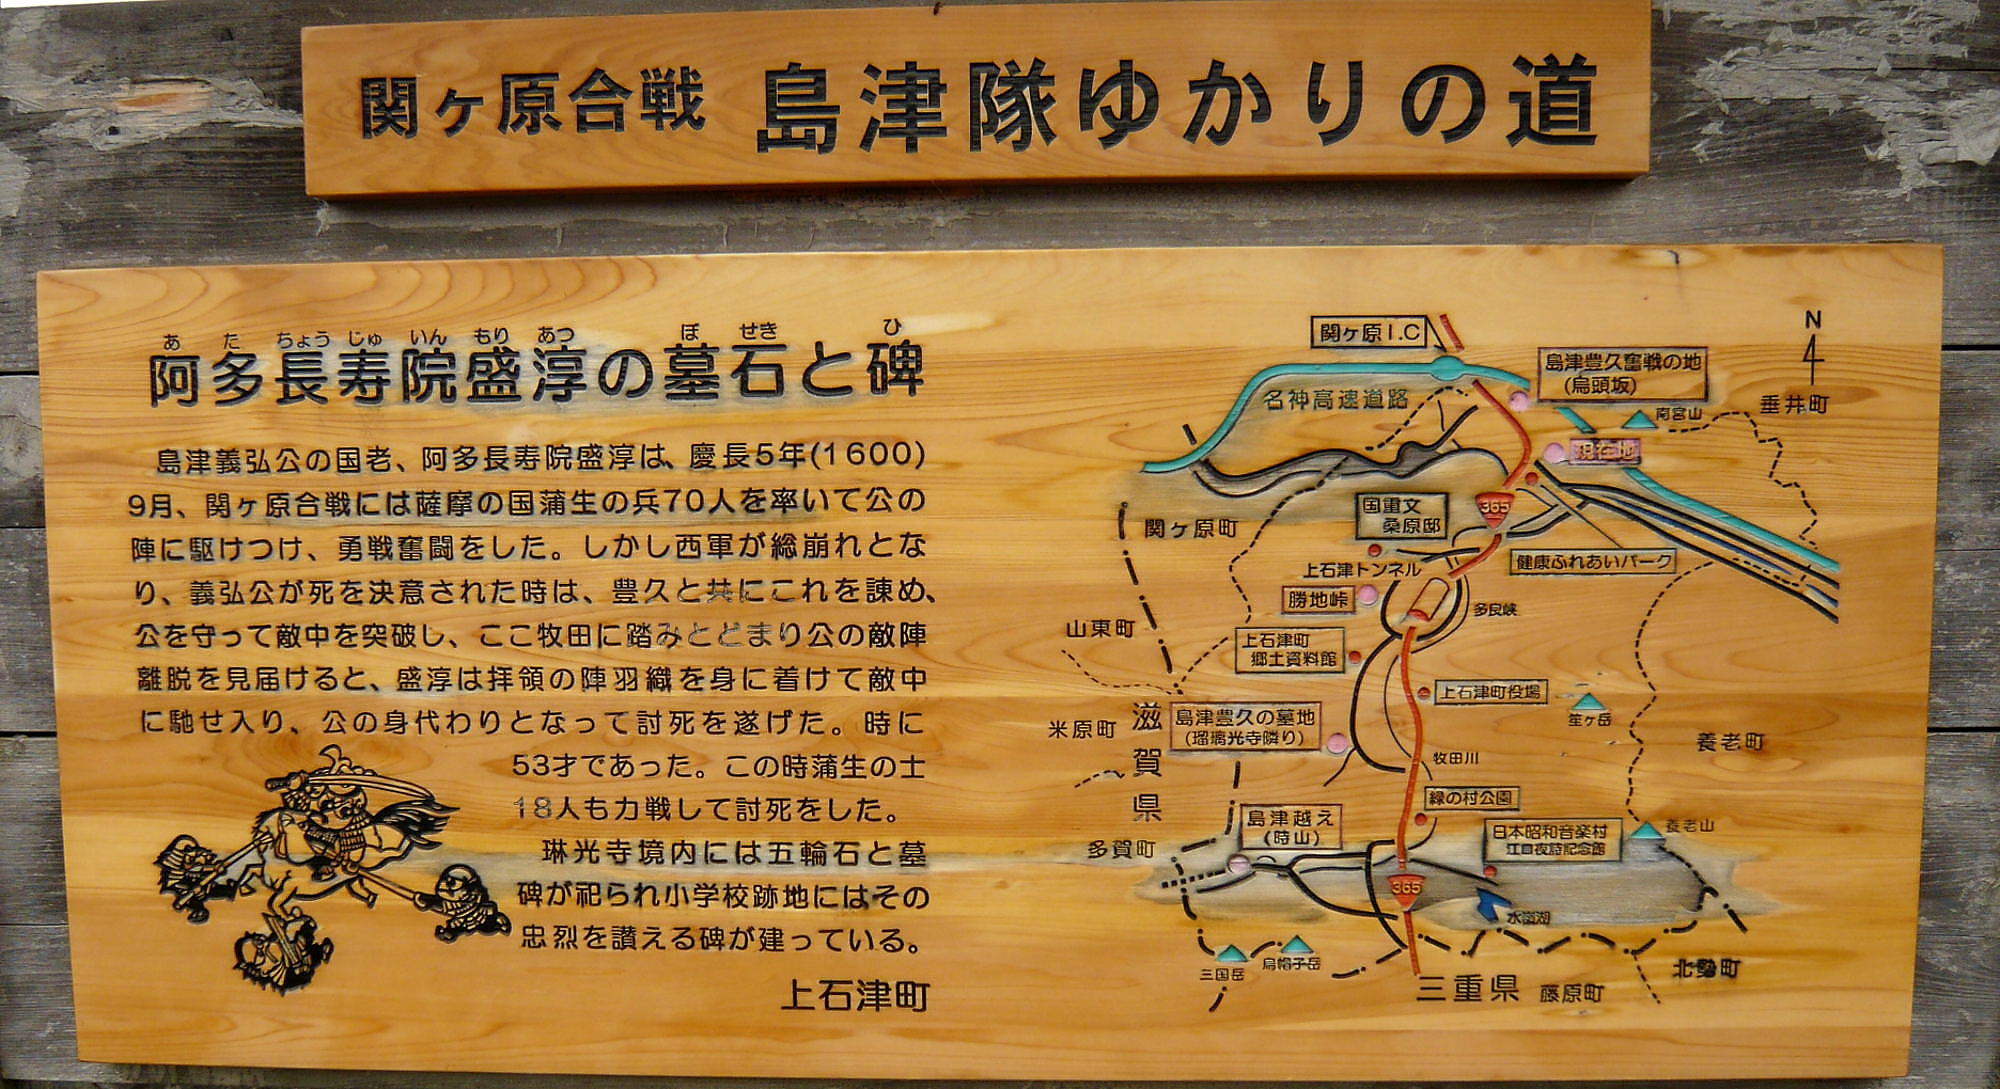 関ヶ原合戦 島津隊ゆかりの道
あ た ちょう じゅ いん もり あつ ぼ せき ひ
阿多長寿院盛淳の墓石と碑
島津義弘公の国老、阿多長寿院盛淳は、慶長5年(1600)
9月、関ヶ原合戦には薩摩の国蒲生の兵70人を率いて公の
陣に駆けつけ、勇戦奮闘をした。しかし西軍が総崩れとな
り、義弘公が死を決意された時は、豊久と共にこれを諌め、
公を守って敵中を突破し、ここ牧田に踏みとどまり公の敵陣
離脱を見届けると、盛淳は拝領の陣羽織を身に着けて敵中
に馳せ入り、公の身代わりとなって討死を遂げた。時に
53才であった。この時蒲生の士
18人も力戦して討死をした。
琳光寺境内には五輪石と墓
碑が祀られ小学校跡地にはその
忠烈を讃える碑が建っている。
上石津町
N
関ヶ原I.C
島津豊久奮戦の地
(烏頭坂)
名神高速道路
南宮山
垂井町
現在地
国重文
桑原邸
関ヶ原町
健康ふれあいパーク
365
上石津トンネル
勝地峠
多良峡
山東町
上石津町
郷土資料館
上石津町役場
笙ヶ岳
島津豊久の墓地
(瑠璃光寺隣り)
米原町
滋賀県
養老町
牧田川
緑の村公園
島津越え
(時山)
日本昭和音楽村
江口夜詩記念館
養老山
多賀町
365
水嶺湖
三国岳
烏帽子岳
三重県
藤原町
北勢町